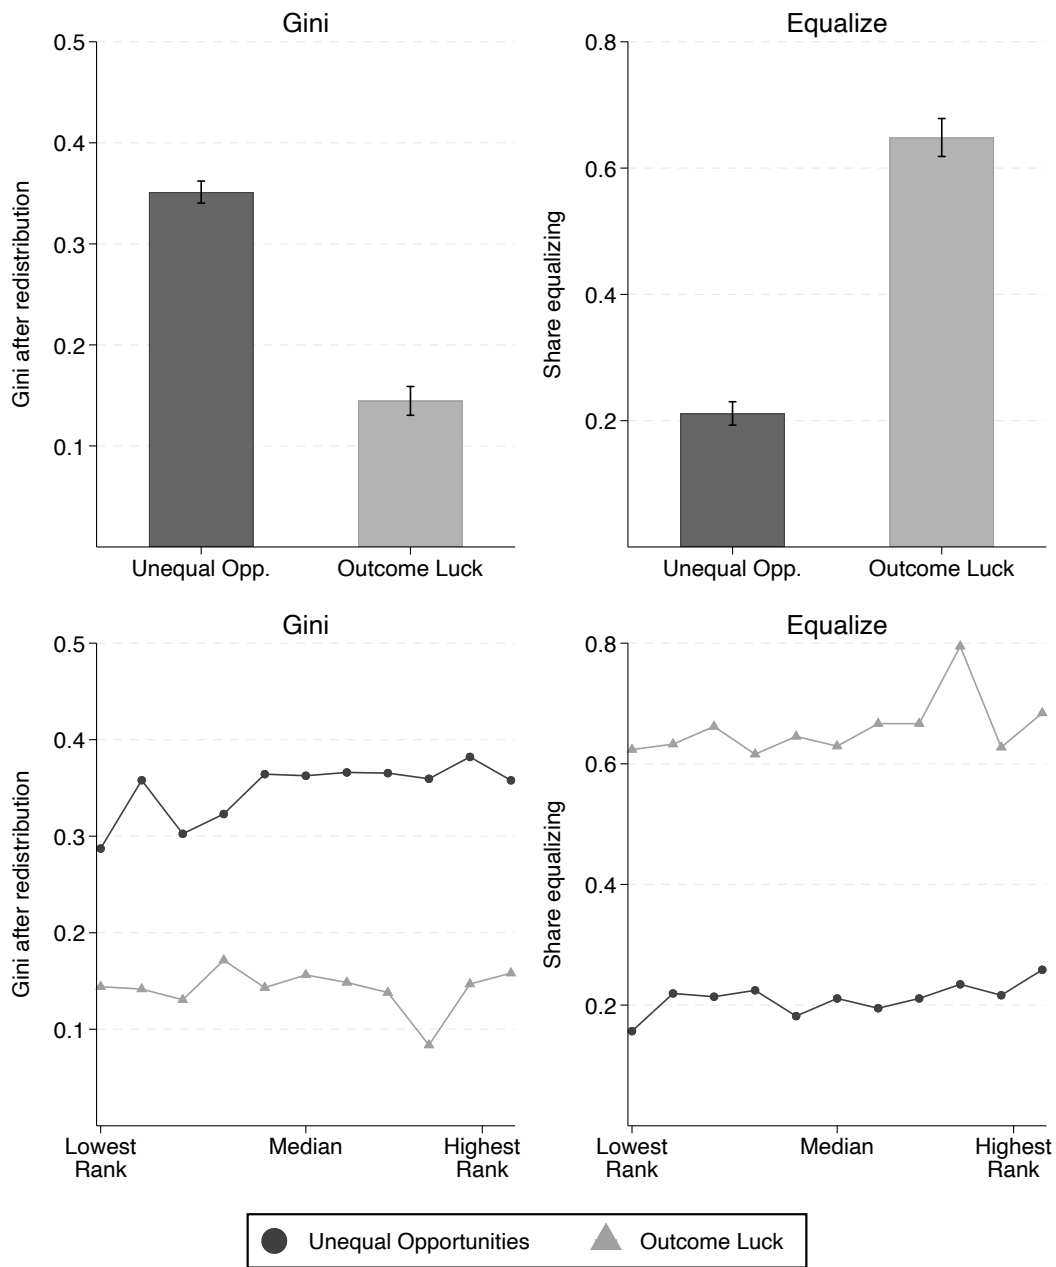 Gini
0.5
0.4
0.3
0.2
0.1
Gini after redistribution
Unequal Opp.
Outcome Luck
Equalize
0.8
0.6
0.4
0.2
Share equalizing
Unequal Opp.
Outcome Luck
Gini
0.5
0.4
0.3
0.2
0.1
Gini after redistribution
Lowest
Rank
Median
Highest
Rank
Equalize
0.8
0.6
0.4
0.2
Share equalizing
Lowest
Rank
Median
Highest
Rank
Unequal Opportunities
Outcome Luck